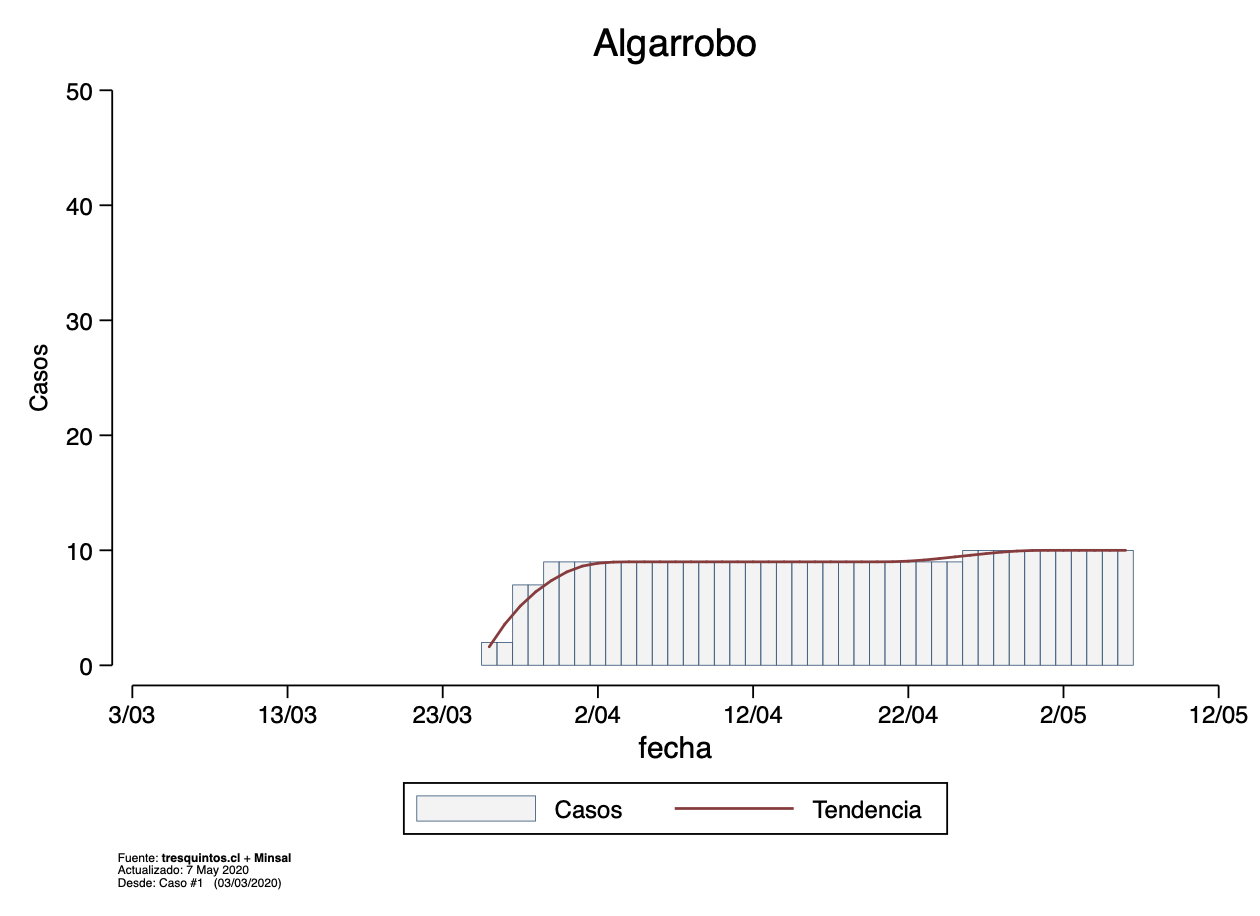 Algarrobo
50
40
30
20
10
0
Casos
3/03 13/03 23/03 2/04 12/04 22/04 2/05 12/05
fecha
Casos Tendencia
Fuente: tresquintos.cl + Minsal
Actualizado: 7 May 2020
Desde: Caso #1 (03/03/2020)